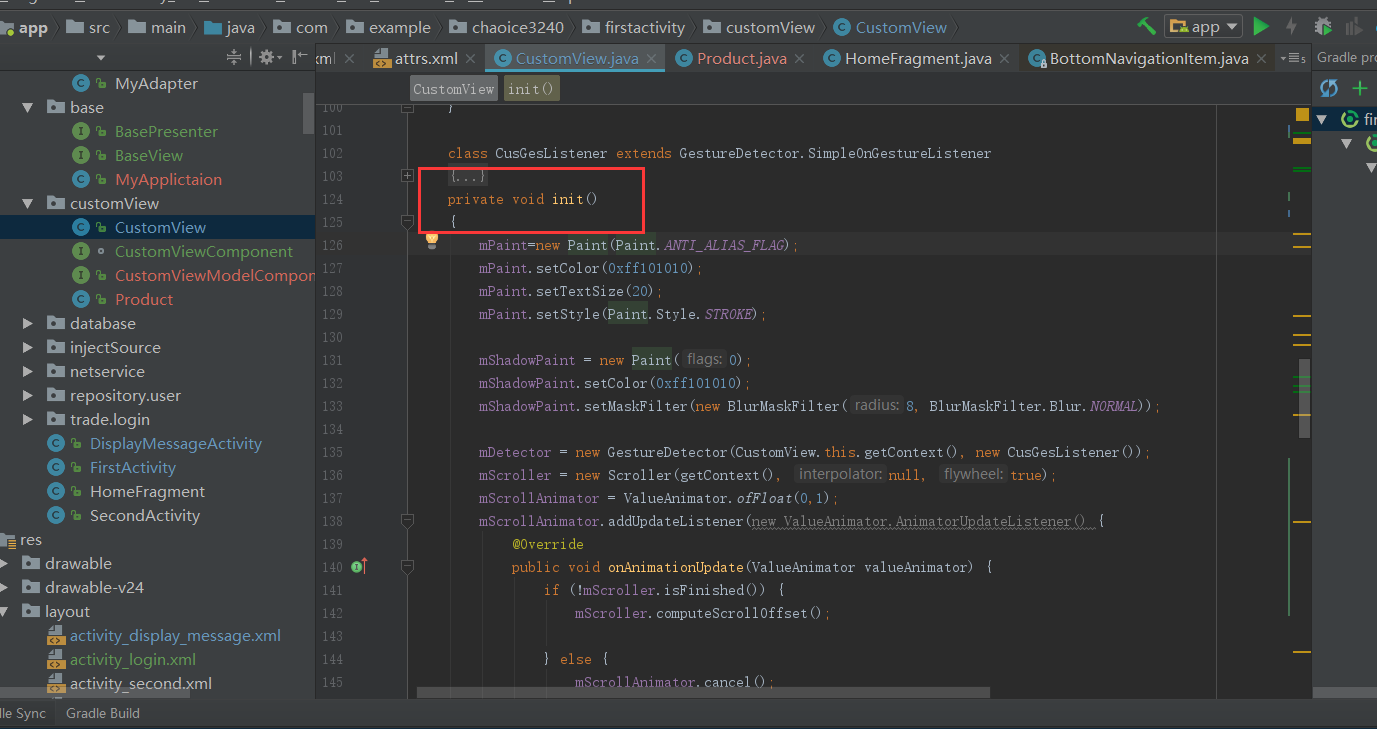 app src main java com example chaoice3240 firstactivity customView CustomView app
xml attrs.xml CustomView.java Product.java HomeFragment.java BottomNavigationItem.java Gradle
CustomView init()
MyAdapter
base
BasePresenter
BaseView
MyApplictaion
customView
CustomView
CustomViewComponent
CustomViewModelCompon
Product
database
injectSource
netservice
repository.user
trade.login
DisplayMessageActivity
FirstActivity
HomeFragment
SecondActivity
res
drawable
drawable-v24
layout
activity_display_message.xml
activity_login.xml
activity_second.xml
100 }
101
102 class CusGesListener extends GestureDetector.SimpleOnGestureListener
103 {...}
124 private void init()
125 {
126 mPaint=new Paint(Paint.ANTI_ALIAS_FLAG);
127 mPaint.setColor(0xff101010);
128 mPaint.setTextSize(20);
129 mPaint.setStyle(Paint.Style.STROKE);
130
131 mShadowPaint = new Paint( flags: 0);
132 mShadowPaint.setColor(0xff101010);
133 mShadowPaint.setMaskFilter(new BlurMaskFilter( radius: 8, BlurMaskFilter.Blur.NORMAL));
134
135 mDetector = new GestureDetector(CustomView.this.getContext(), new CusGesListener());
136 mScroller = new Scroller(getContext(), interpolator: null, flywheel: true);
137 mScrollAnimator = ValueAnimator.ofFloat(0,1);
138 mScrollAnimator.addUpdateListener(new ValueAnimator.AnimatorUpdateListener() {
139 @Override
140 public void onAnimationUpdate(ValueAnimator valueAnimator) {
141 if (!mScroller.isFinished()) {
142 mScroller.computeScrollOffset();
143
144 } else {
145 mScrollAnimator.cancel();
Sync Gradle Build